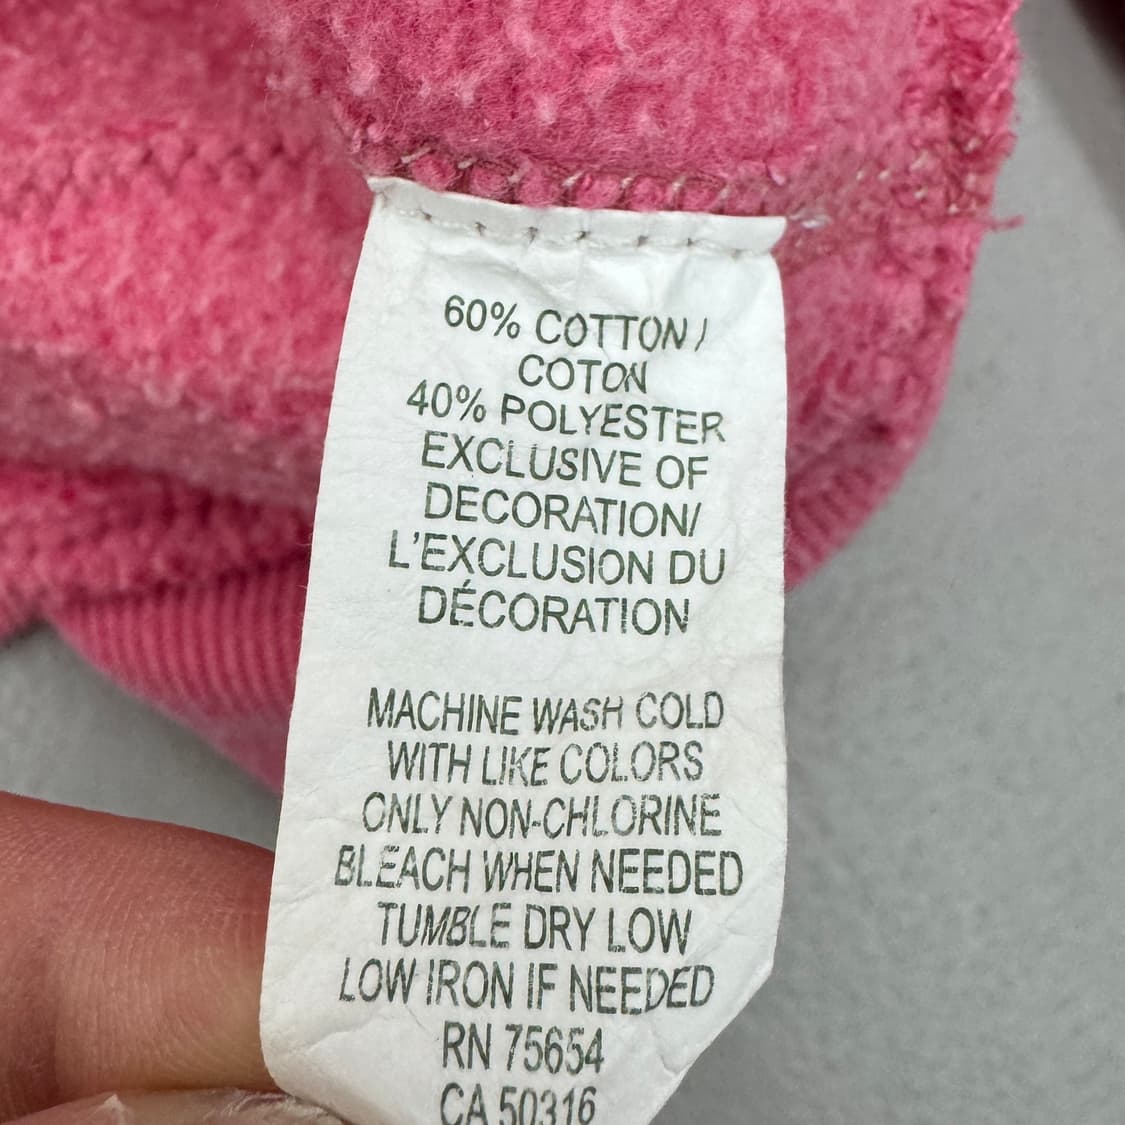 60% COTTON/
COTON
40% POLYESTER
EXCLUSIVE OF
DECORATION/
L'EXCLUSION DU
DÉCORATION
MACHINE WASH COLD
WITH LIKE COLORS
ONLY NON-CHLORINE
BLEACH WHEN NEEDED
TUMBLE DRY LOW
LOW IRON IF NEEDED
RN 75654
CA 50316